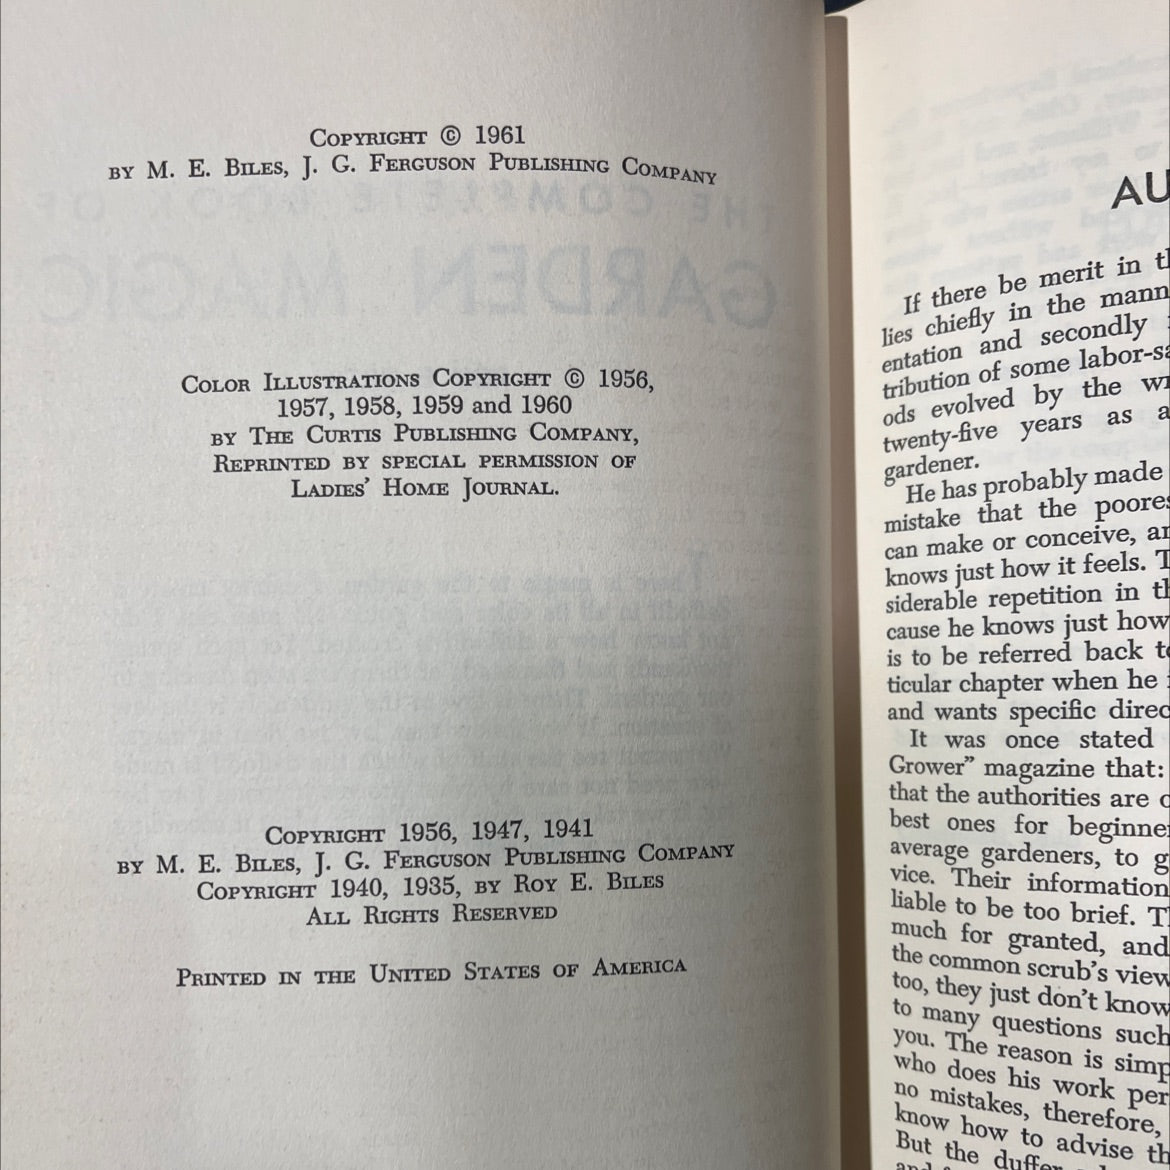 Copyright © 1961
by M. E. Biles, J. G. Ferguson Publishing Company
THE COMPLETE BOOK OF
GARDEN MAGIC
Color Illustrations Copyright © 1956,
1957, 1958, 1959 and 1960
by The Curtis Publishing Company,
Reprinted by special permission of
Ladies' Home Journal.
Copyright 1956, 1947, 1941
by M. E. Biles, J. G. Ferguson Publishing Company
Copyright 1940, 1935, by Roy E. Biles
All Rights Reserved
Printed in the United States of America
AU
If there be merit in th
lies chiefly in the mann
entation and secondly
tribution of some labor-sa
ods evolved by the wr
twenty-five years as a
gardener.
He has probably made
mistake that the poores
can make or conceive, an
knows just how it feels. T
siderable repetition in th
cause he knows just how
is to be referred back to
ticular chapter when he
and wants specific direc
It was once stated
Grower” magazine that:
that the authorities are o
best ones for beginner
average gardeners, to g
vice. Their information
liable to be too brief. T
much for granted, and
the common scrub's view
too, they just don't know
to many questions such
you. The reason is simp
who does his work per
no mistakes, therefore,
know how to advise th
But the duffer